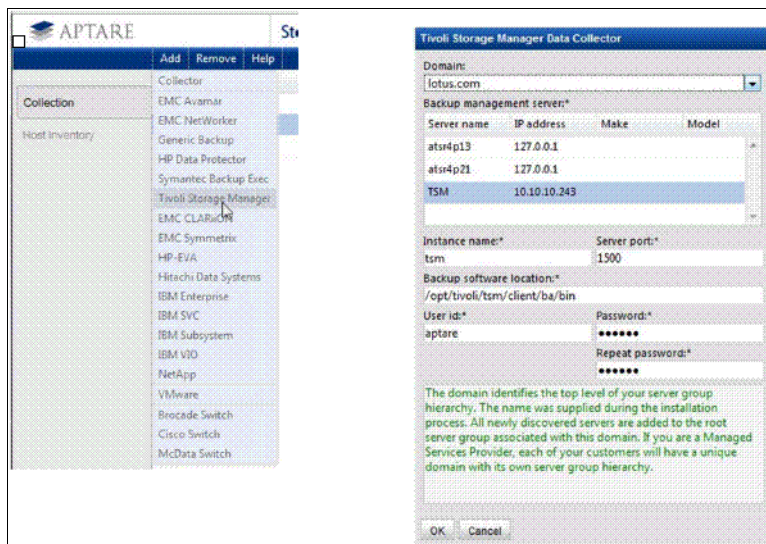 APTARE
Add Remove Help
Collector
Collection
EMC Avamar
EMC NetWorker
Host Inventory
Generic Backup
HP Data Protector
Symantec Backup Exec
Tivoli Storage Manager
EMC CLARiiON
EMC Symmetrix
HP-EVA
Hitachi Data Systems
IBM Enterprise
IBM SVC
IBM Subsystem
IBM VIO
NetApp
VMware
Brocade Switch
Cisco Switch
McData Switch
Tivoli Storage Manager Data Collector
Domain:
lotus.com
Backup management server:*
Server name IP address Make Model
atsr4p13 127.0.0.1
atsr4p21 127.0.0.1
TSM 10.10.10.243
Instance name:* Server port:*
tsm 1500
Backup software location:*
/opt/tivoli/tsm/client/ba/bin
User id:* Password:*
aptare ●●●●●●
Repeat password:*
●●●●●●
The domain identifies the top level of your server group
hierarchy. The name was supplied during the installation
process. All newly discovered servers are added to the root
server group associated with this domain. If you are a Managed
Services Provider, each of your customers will have a unique
domain with its own server group hierarchy.
OK Cancel